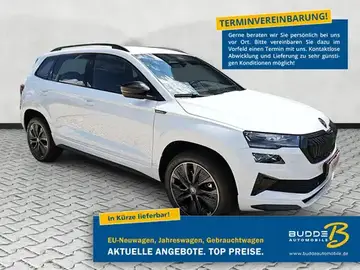 TERMINVEREINBARUNG!
Gerne beraten wir Sie persönlich bei uns
vor Ort. Bitte vereinbaren Sie dazu im
Vorfeld einen Termin mit uns. Kontaktlose
Abwicklung und Lieferung zu sehr günsti-
gen Konditionen möglich!
in Kürze lieferbar!
EU-Neuwagen, Jahreswagen, Gebrauchtwagen
AKTUELLE ANGEBOTE. TOP PREISE.
BUDDE
AUTOMOBILE
www.buddeautomobile.de